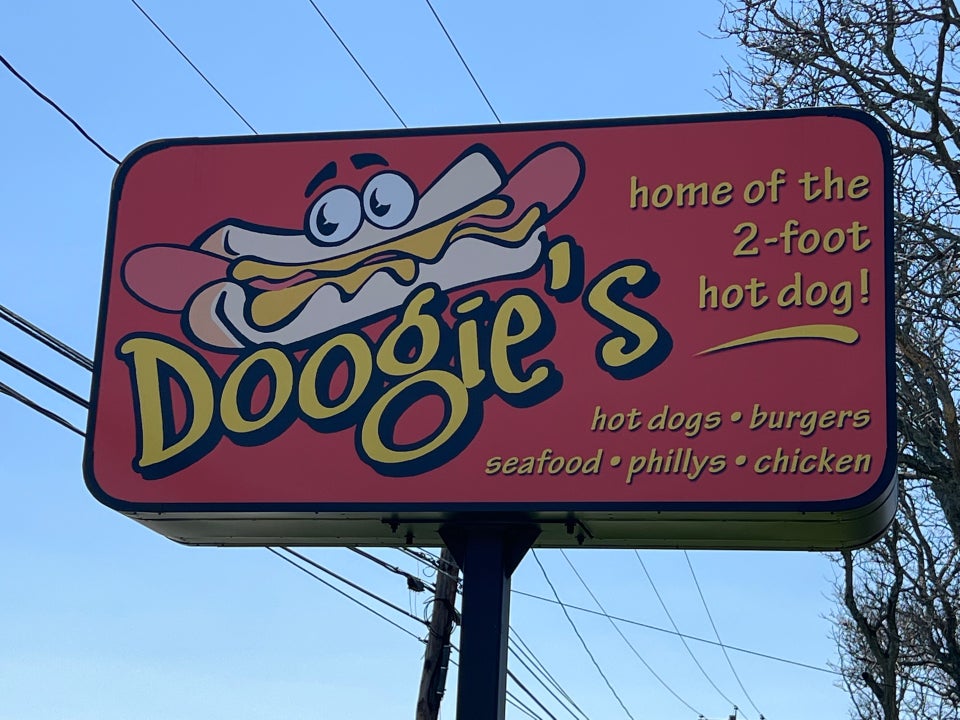 Doogie's
home of the
2-foot
hot dog!
hot dogs • burgers
seafood • phillys • chicken